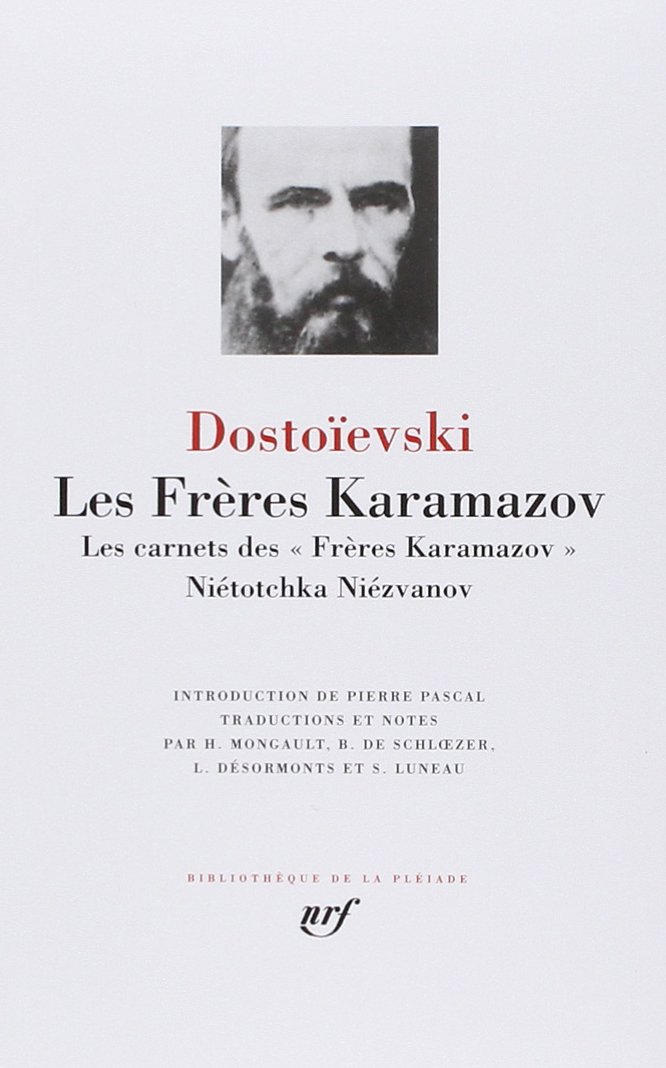 Dostoïevski
Les Frères Karamazov
Les carnets des « Frères Karamazov »
Niétotchka Niézvanov
INTRODUCTION DE PIERRE PASCAL
TRADUCTIONS ET NOTES
PAR H. MONGAULT, B. DE SCHLŒZER,
L. DÉSORMONTS ET S. LUNEAU
BIBLIOTHÈQUE DE LA PLÉIADE
nrf